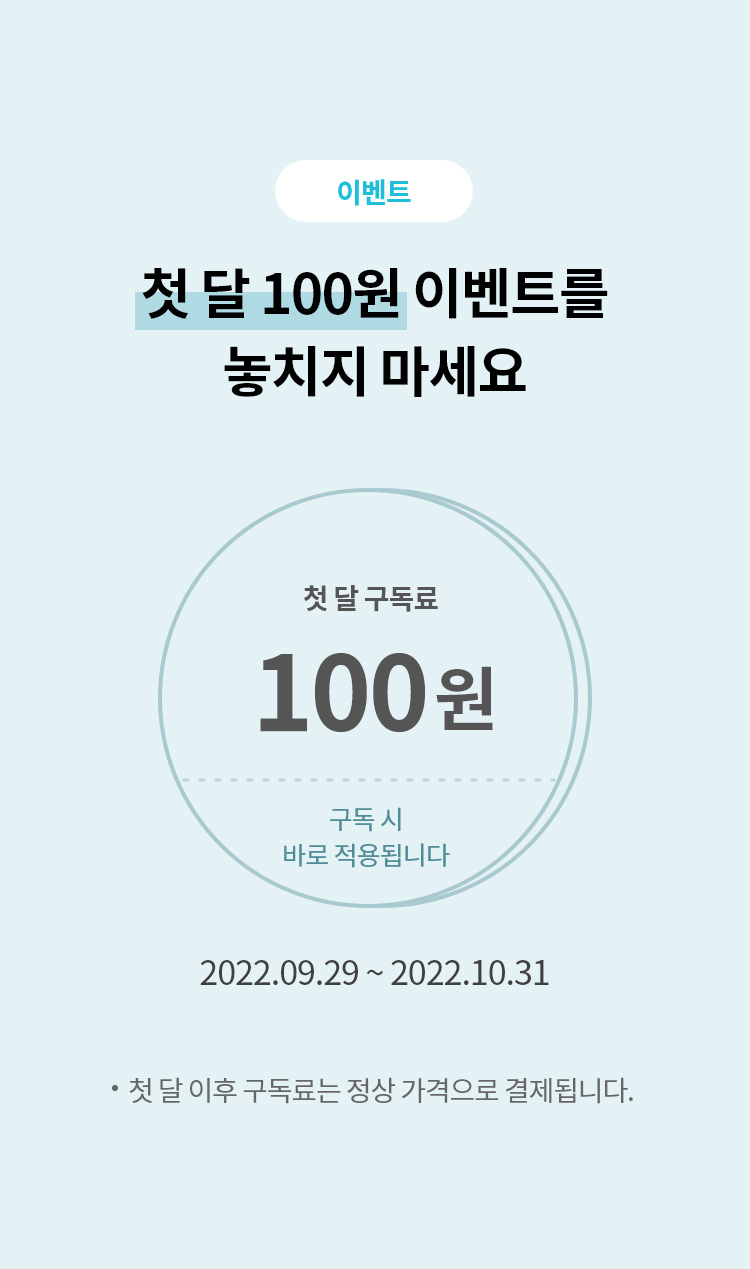 이벤트
첫 달 100원 이벤트를
놓치지 마세요
첫 달 구독료
100원
구독 시
바로 적용됩니다
2022.09.29 ~ 2022.10.31
• 첫 달 이후 구독료는 정상 가격으로 결제됩니다.